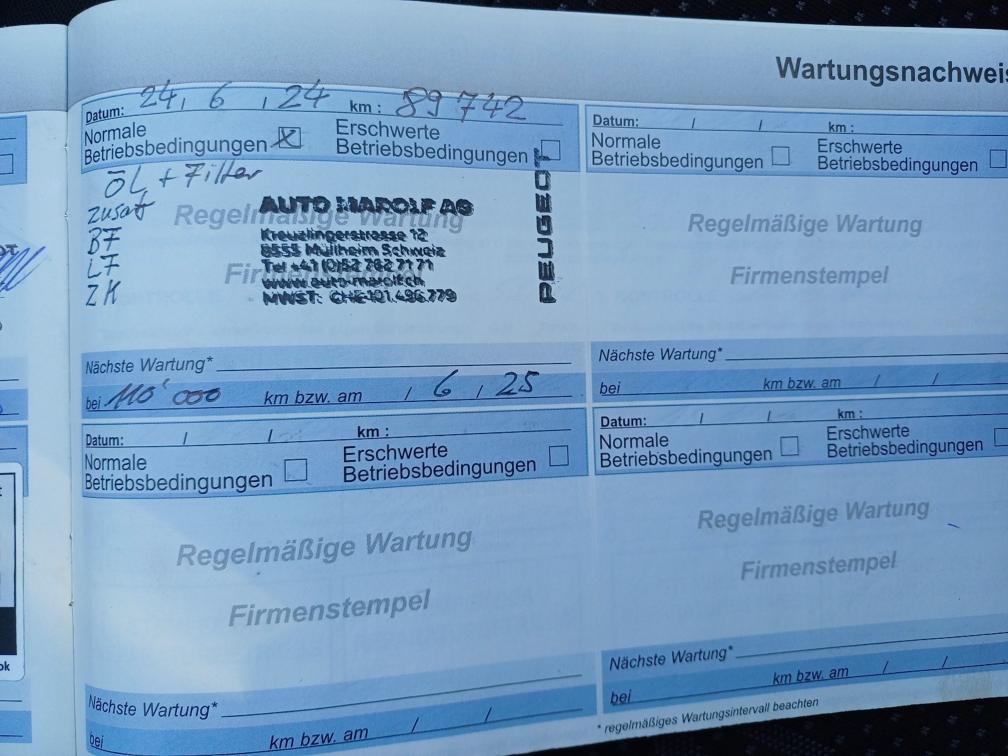 Wartungsnachweis
Datum: 24, 6, 24 km: 89742
Normale Betriebsbedingungen
Erschwerte Betriebsbedingungen
ÖL + Filter
Zusatz
BF
LF
ZK
Regelmäßige Wartung
Firmenstempel
AUTO MAROLF AG
Kreuzlingerstrasse 12
8555 Müllheim Schweiz
Tel +41 (0)52 762 71 71
www.auto-marolf.ch
MWST: CHE-101.496.779
PEUGEOT
Nächste Wartung*
bei 110'000 km bzw. am / 6 / 25
Datum: / / km:
Normale Betriebsbedingungen
Erschwerte Betriebsbedingungen
Regelmäßige Wartung
Firmenstempel
Nächste Wartung*
bei km bzw. am / /
Datum: / / km:
Normale Betriebsbedingungen
Erschwerte Betriebsbedingungen
Regelmäßige Wartung
Firmenstempel
Nächste Wartung*
bei km bzw. am / /
Datum: / / km:
Normale Betriebsbedingungen
Erschwerte Betriebsbedingungen
Regelmäßige Wartung
Firmenstempel
Nächste Wartung*
bei km bzw. am / /
* regelmäßiges Wartungsintervall beachten